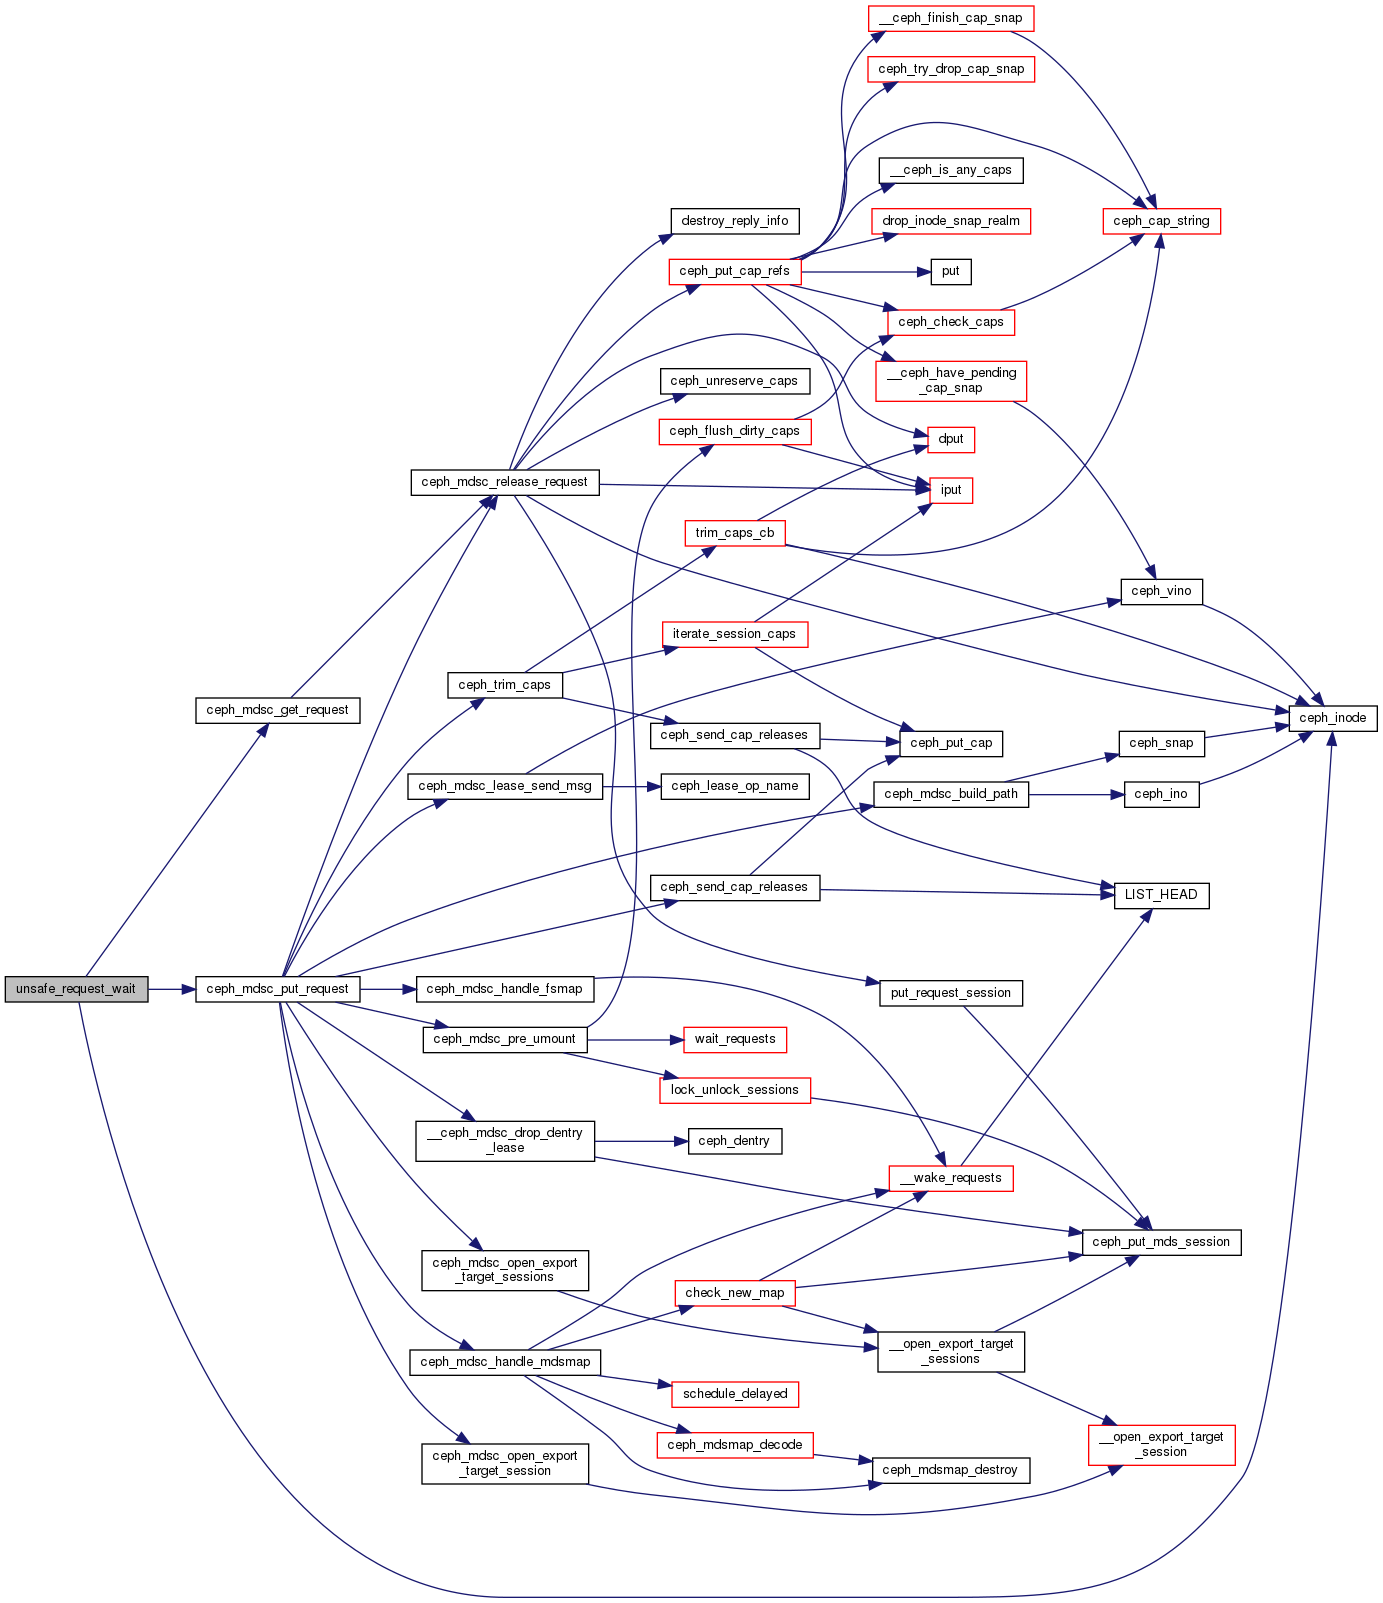 __ceph_finish_cap_snap
ceph_try_drop_cap_snap
__ceph_is_any_caps
destroy_reply_info
drop_inode_snap_realm
ceph_cap_string
ceph_put_cap_refs
put
ceph_check_caps
ceph_unreserve_caps
__ceph_have_pending
_cap_snap
ceph_flush_dirty_caps
dput
ceph_mdsc_release_request
iput
trim_caps_cb
ceph_vino
iterate_session_caps
ceph_trim_caps
ceph_mdsc_get_request
ceph_inode
ceph_send_cap_releases
ceph_put_cap
ceph_snap
ceph_mdsc_lease_send_msg
ceph_lease_op_name
ceph_mdsc_build_path
ceph_ino
ceph_send_cap_releases
LIST_HEAD
unsafe_request_wait
ceph_mdsc_put_request
ceph_mdsc_handle_fsmap
put_request_session
ceph_mdsc_pre_umount
wait_requests
lock_unlock_sessions
__ceph_mdsc_drop_dentry
_lease
ceph_dentry
__wake_requests
ceph_put_mds_session
ceph_mdsc_open_export
_target_sessions
check_new_map
__open_export_target
_sessions
ceph_mdsc_handle_mdsmap
schedule_delayed
ceph_mdsmap_decode
__open_export_target
_session
ceph_mdsc_open_export
_target_session
ceph_mdsmap_destroy